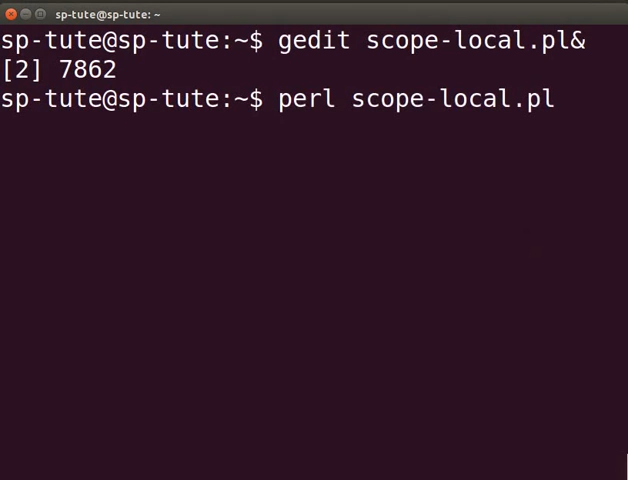 sp-tute@sp-tute: ~
sp-tute@sp-tute:~$ gedit scope-local.pl&
[2] 7862
sp-tute@sp-tute:~$ perl scope-local.pl